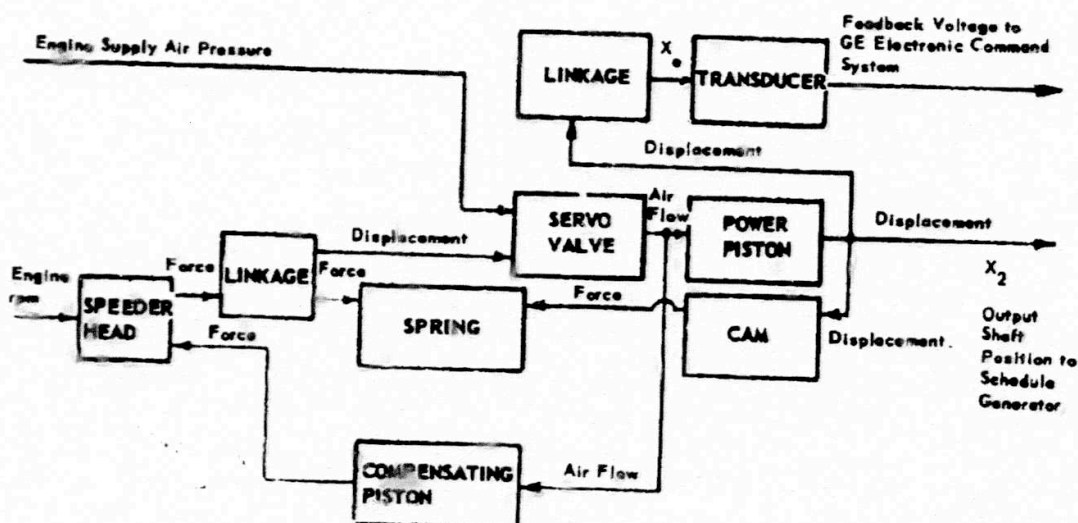 Engine Supply Air Pressure
Feedback Voltage to
GE Electronic Command
System
X
e
LINKAGE
TRANSDUCER
Displacement
Air
Flow
SERVO
VALVE
POWER
PISTON
Displacement
X2
Output
Shaft
Position to
Schedule
Generator
Displacement
Engine
rpm
Force
LINKAGE
Force
SPEEDER
HEAD
SPRING
Force
CAM
Displacement.
Force
COMPENSATING
PISTON
Air Flow